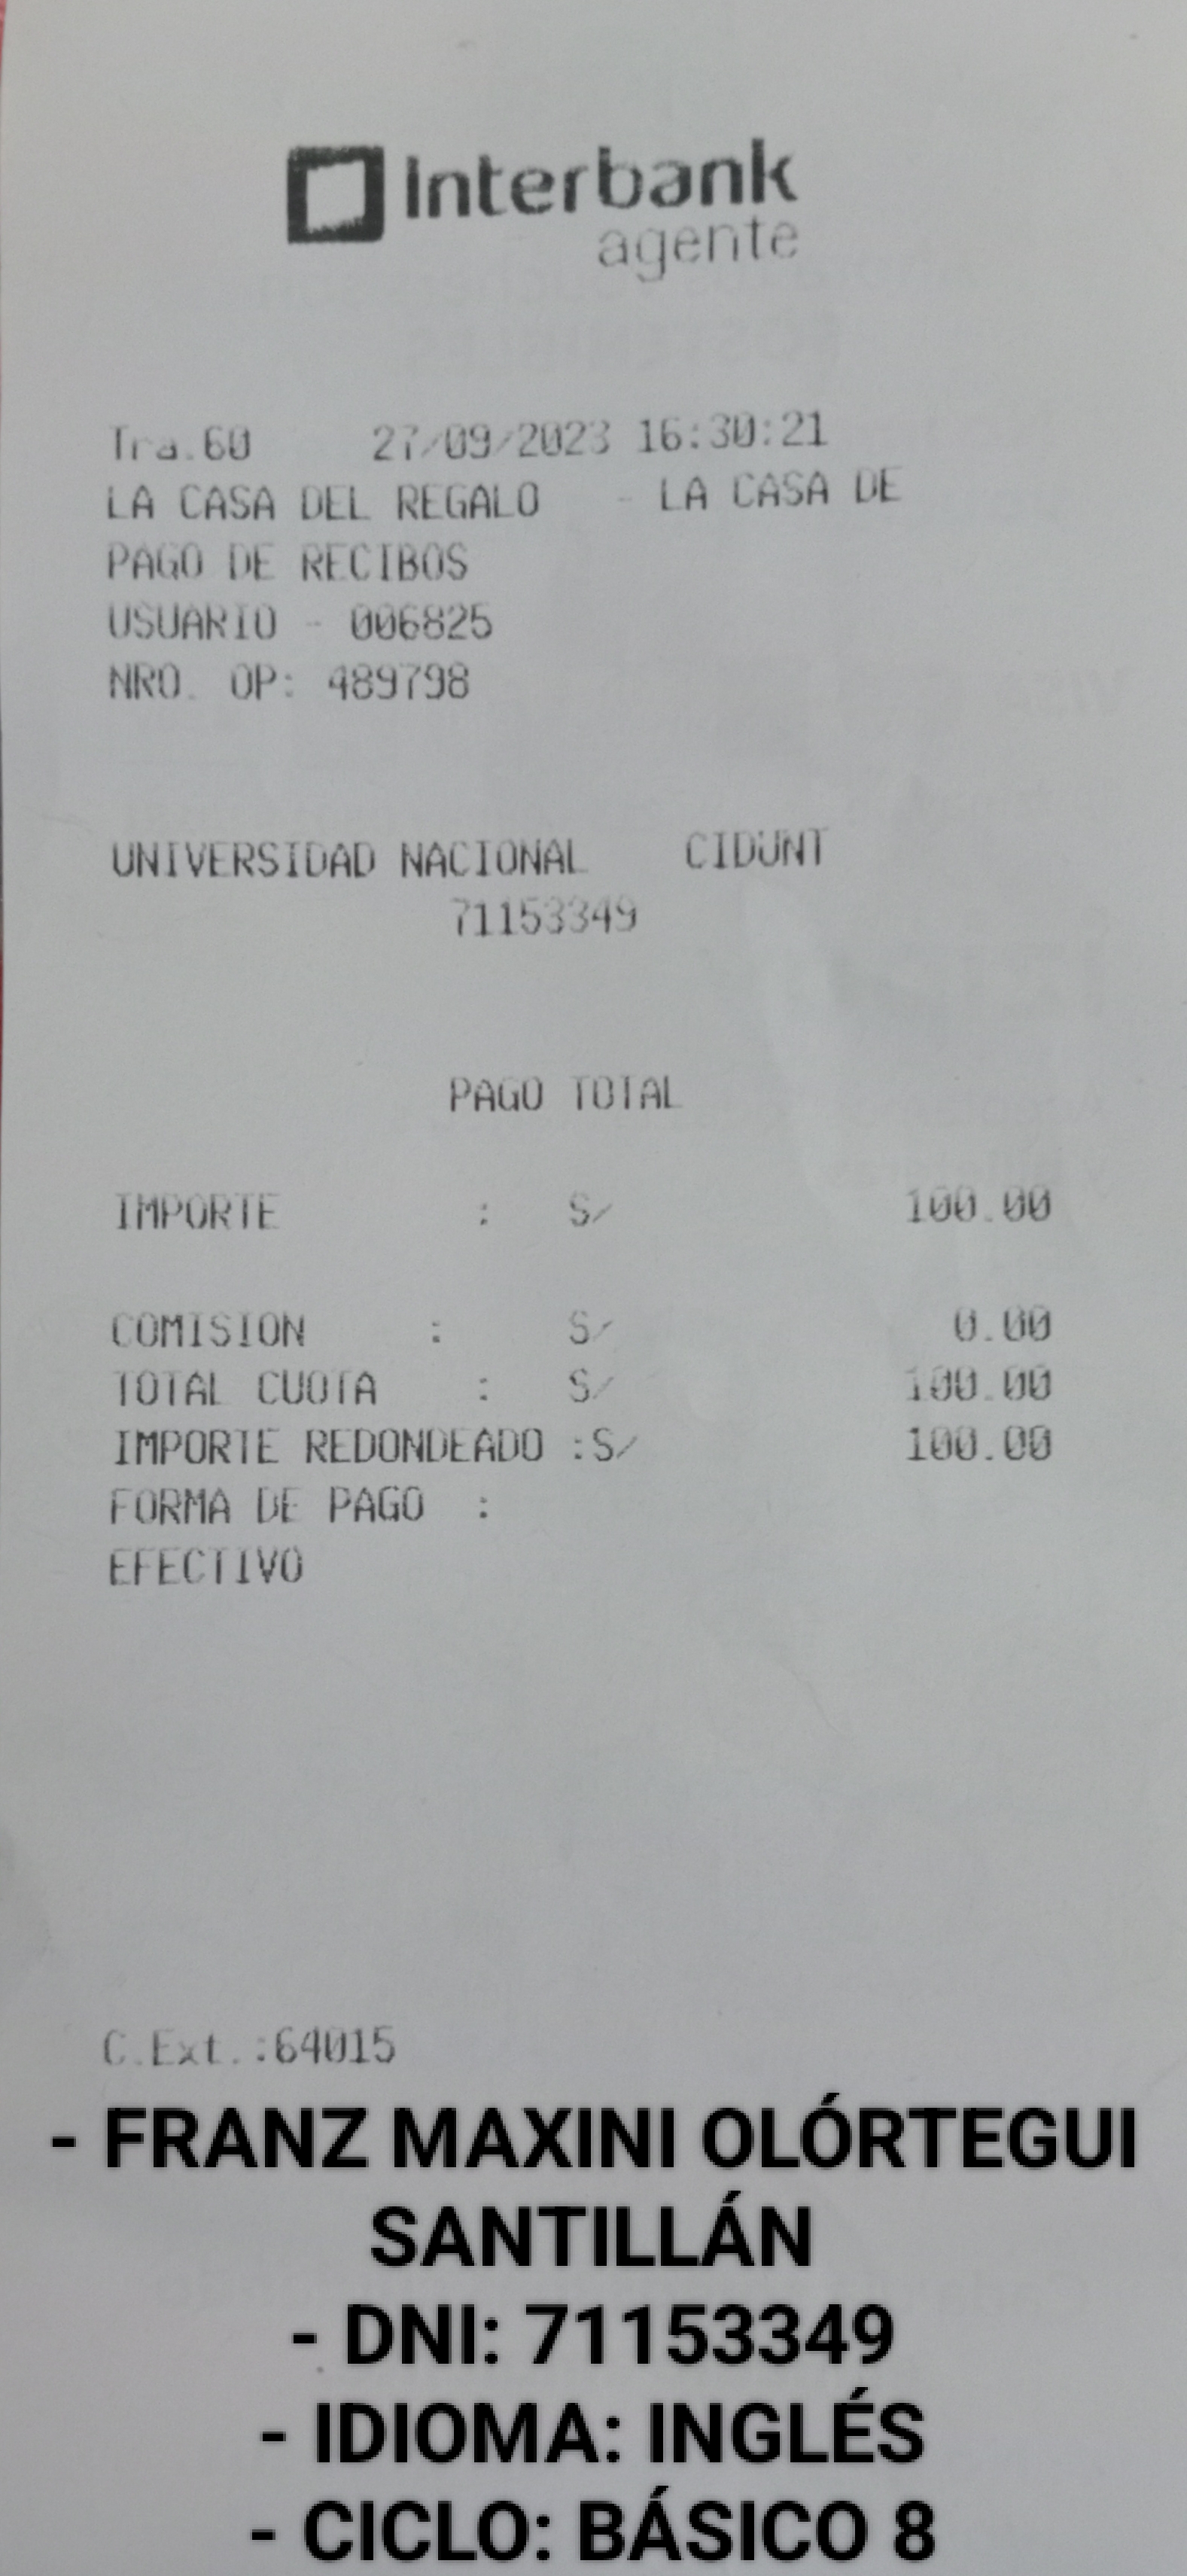 Interbank
agente
Tra.60 27/09/2023 16:30:21
LA CASA DEL REGALO - LA CASA DE
PAGO DE RECIBOS
USUARIO - 006825
NRO. OP: 489798
UNIVERSIDAD NACIONAL CIDUNT
71153349
PAGO TOTAL
IMPORTE : S/ 100.00
COMISION : S/ 0.00
TOTAL CUOTA : S/ 100.00
IMPORTE REDONDEADO :S/ 100.00
FORMA DE PAGO :
EFECTIVO
C.Ext.:64015
- FRANZ MAXINI OLÓRTEGUI
SANTILLÁN
- DNI: 71153349
- IDIOMA: INGLÉS
- CICLO: BÁSICO 8